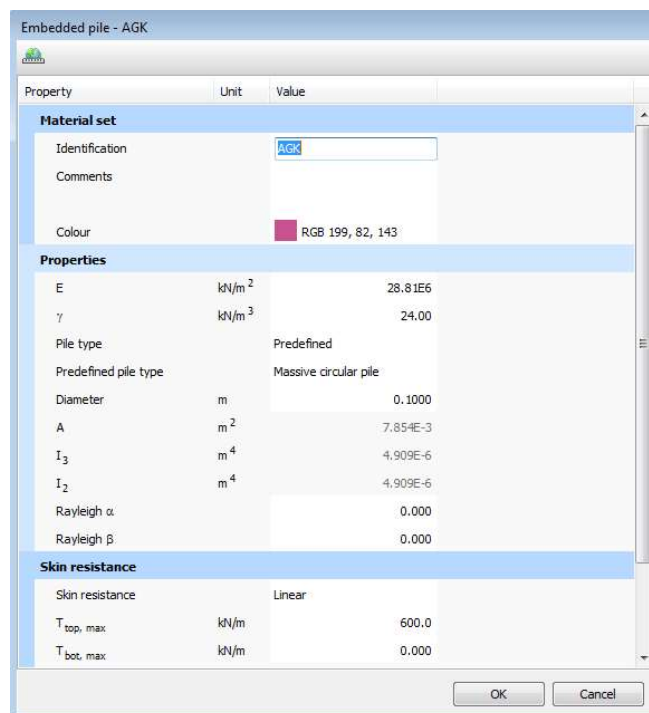 Embedded pile - AGK
Property Unit Value
Material set
Identification AGK
Comments
Colour RGB 199, 82, 143
Properties
E kN/m² 28.81E6
γ kN/m³ 24.00
Pile type Predefined
Predefined pile type Massive circular pile
Diameter m 0.1000
A m² 7.854E-3
I₃ m⁴ 4.909E-6
I₂ m⁴ 4.909E-6
Rayleigh α 0.000
Rayleigh β 0.000
Skin resistance
Skin resistance Linear
T top, max kN/m 600.0
T bot, max kN/m 0.000
OK Cancel